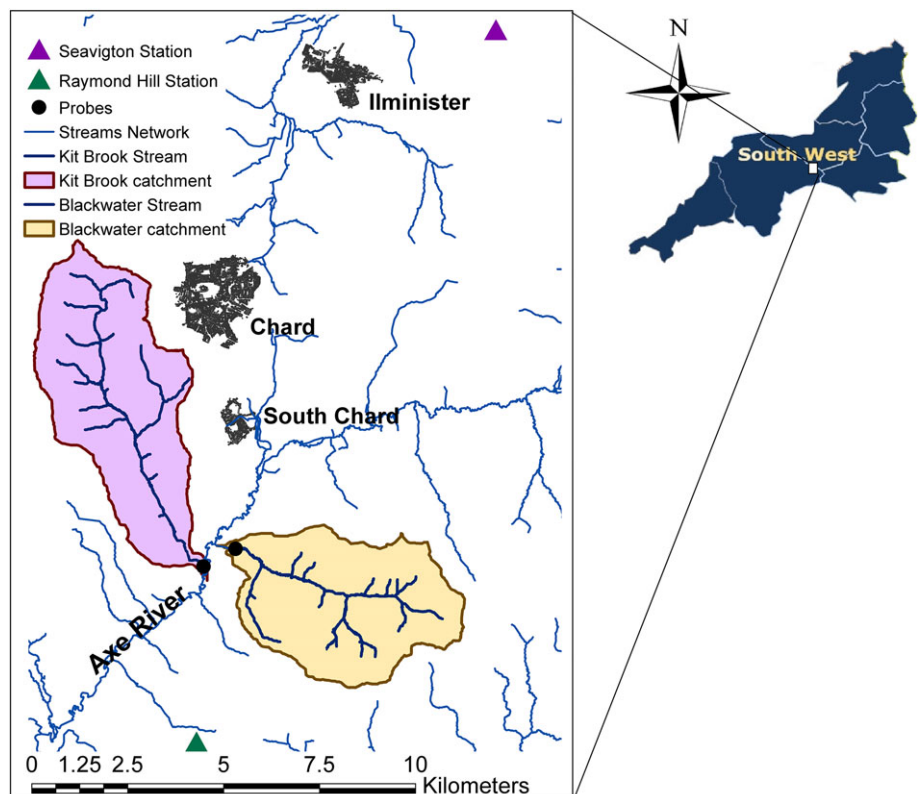 Seavigton Station
Raymond Hill Station
Probes
Streams Network
Kit Brook Stream
Kit Brook catchment
Blackwater Stream
Blackwater catchment
Ilminister
Chard
South Chard
Axe River
0 1.25 2.5 5 7.5 10
Kilometers
N
South West